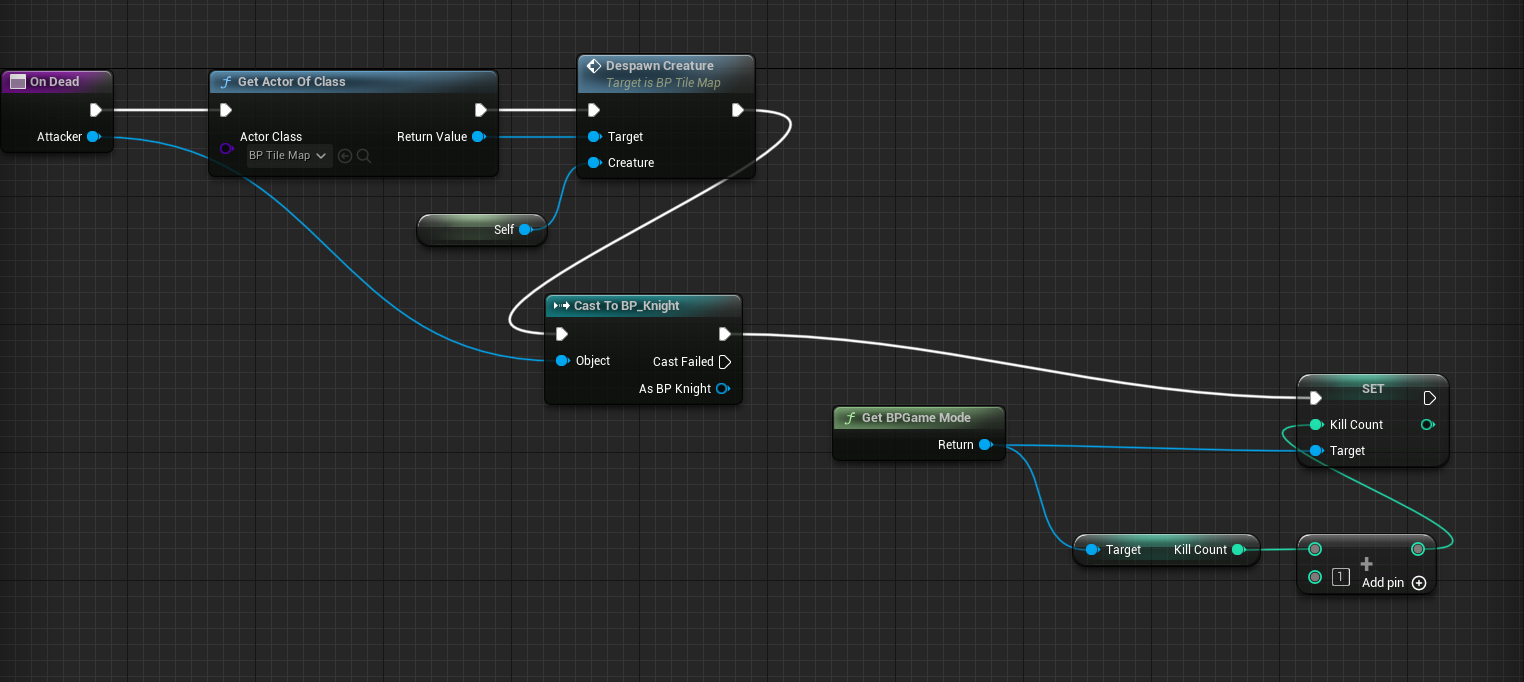 On Dead
Attacker
Get Actor Of Class
Actor Class
BP Tile Map
Return Value
Despawn Creature
Target is BP Tile Map
Target
Creature
Self
Cast To BP_Knight
Object
Cast Failed
As BP Knight
Get BPGame Mode
Return
SET
Kill Count
Target
Target Kill Count
1
Add pin